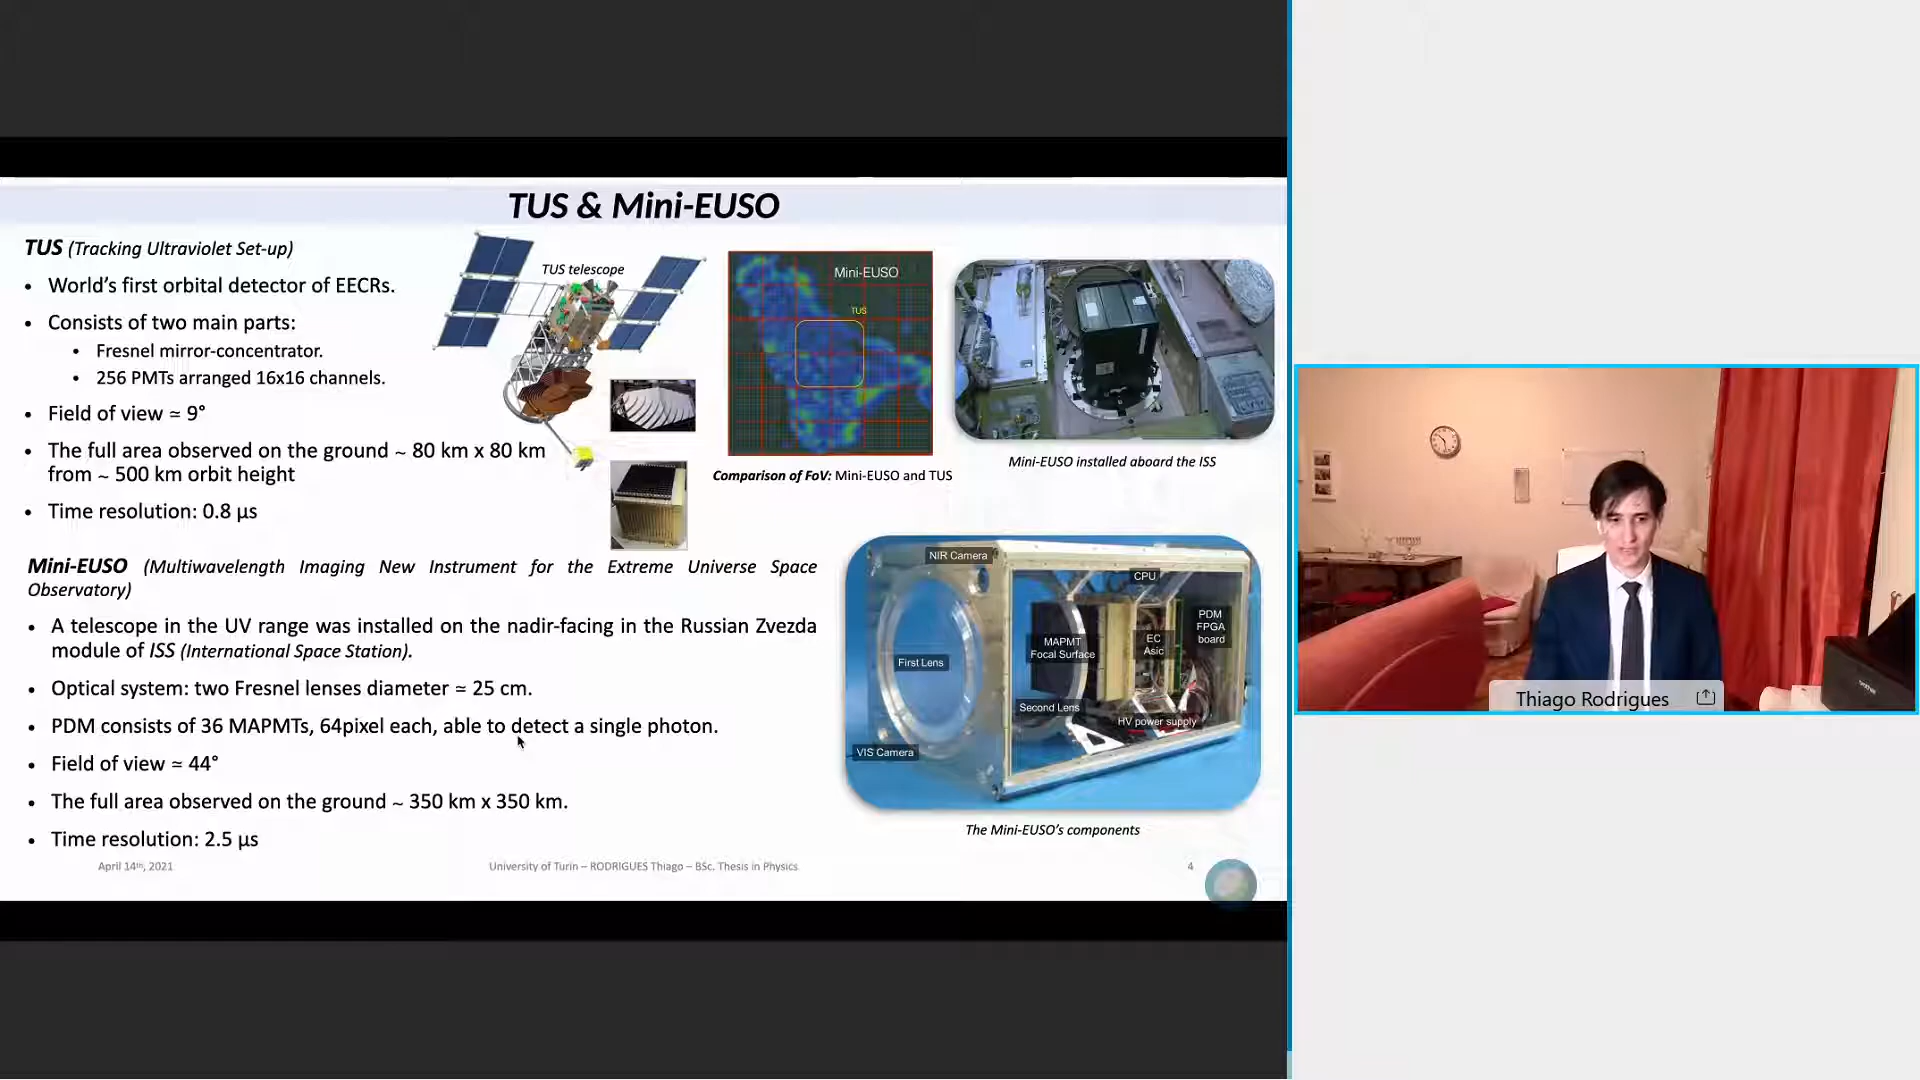 TUS & Mini-EUSO
TUS (Tracking Ultraviolet Set-up)
• World's first orbital detector of EECRs.
• Consists of two main parts:
• Fresnel mirror-concentrator.
• 256 PMTs arranged 16x16 channels.
• Field of view ≃ 9°
• The full area observed on the ground ~ 80 km x 80 km
from ~ 500 km orbit height
• Time resolution: 0.8 µs
TUS telescope
Mini-EUSO
TUS
Comparison of FoV: Mini-EUSO and TUS
Mini-EUSO installed aboard the ISS
Mini-EUSO (Multiwavelength Imaging New Instrument for the Extreme Universe Space
Observatory)
• A telescope in the UV range was installed on the nadir-facing in the Russian Zvezda
module of ISS (International Space Station).
• Optical system: two Fresnel lenses diameter ≃ 25 cm.
• PDM consists of 36 MAPMTs, 64pixel each, able to detect a single photon.
• Field of view ≃ 44°
• The full area observed on the ground ~ 350 km x 350 km.
• Time resolution: 2.5 µs
NIR Camera
CPU
PDM
FPGA
board
MAPMT
Focal Surface
EC
Asic
First Lens
Second Lens
HV power supply
VIS Camera
The Mini-EUSO's components
April 14th, 2021
University of Turin – RODRIGUES Thiago – BSc. Thesis in Physics
4
Thiago Rodrigues